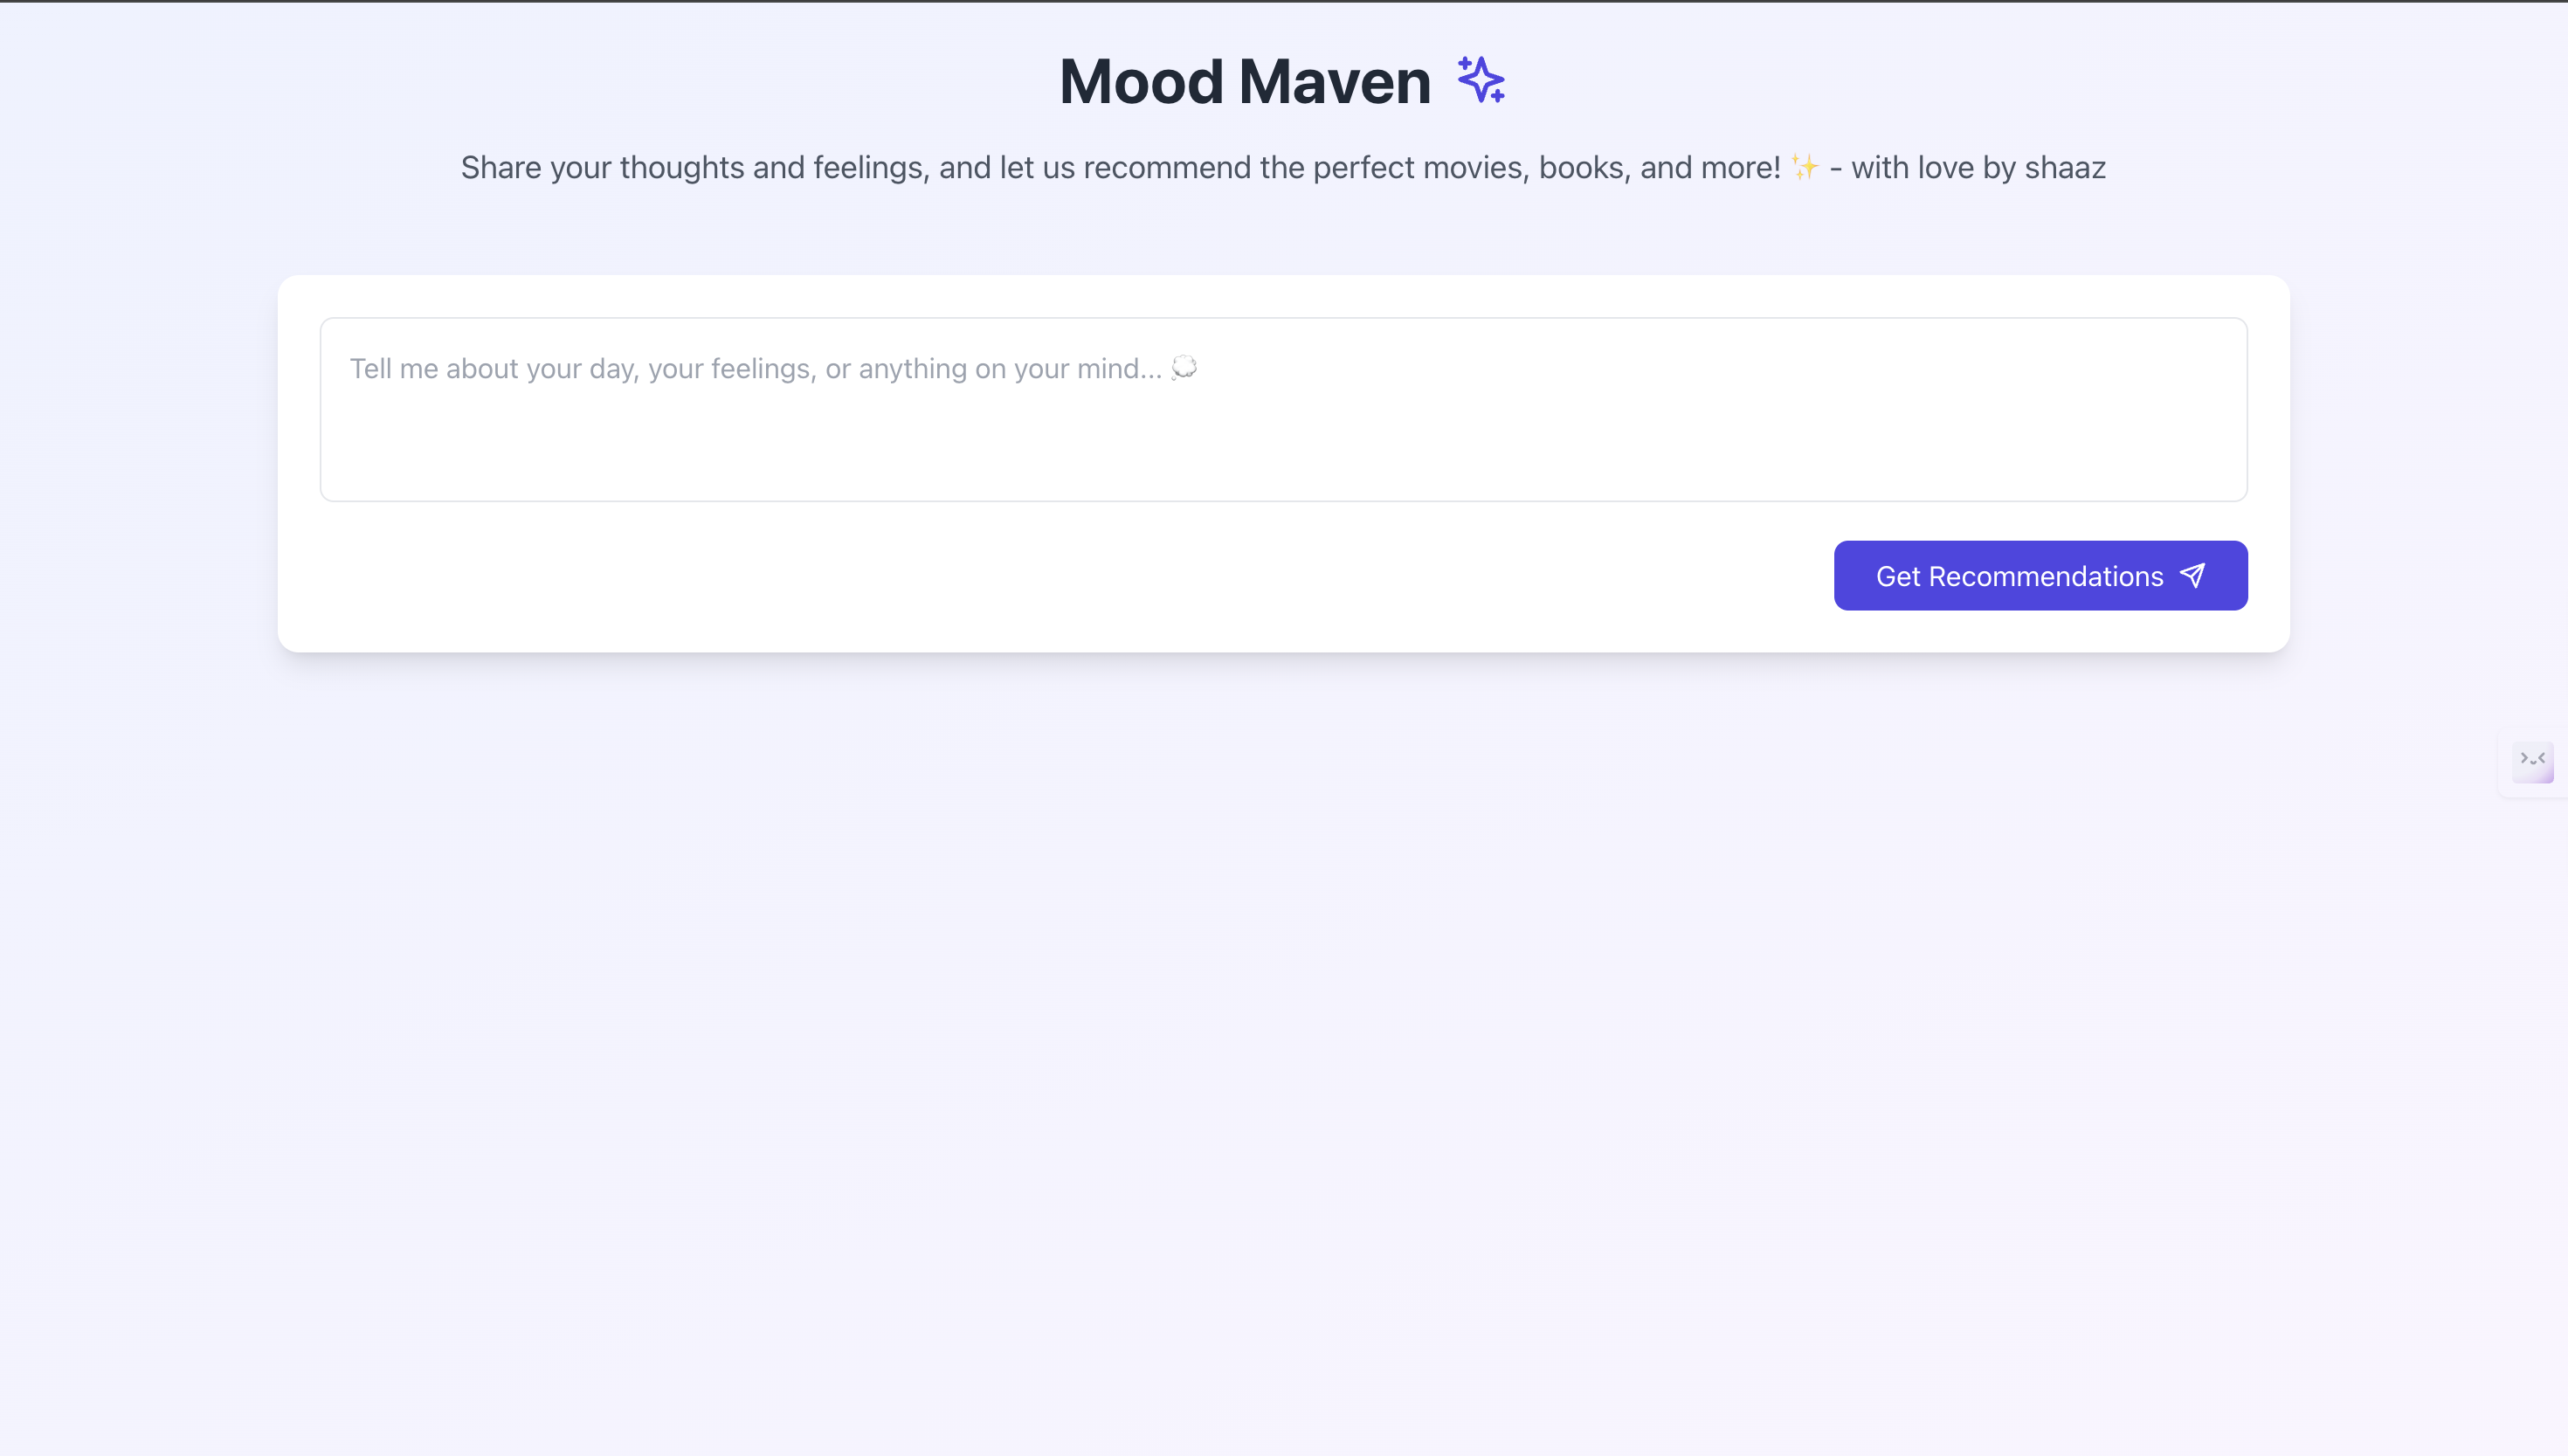 Mood Maven
Share your thoughts and feelings, and let us recommend the perfect movies, books, and more! ✨ - with love by shaaz
Tell me about your day, your feelings, or anything on your mind... 💭
Get Recommendations